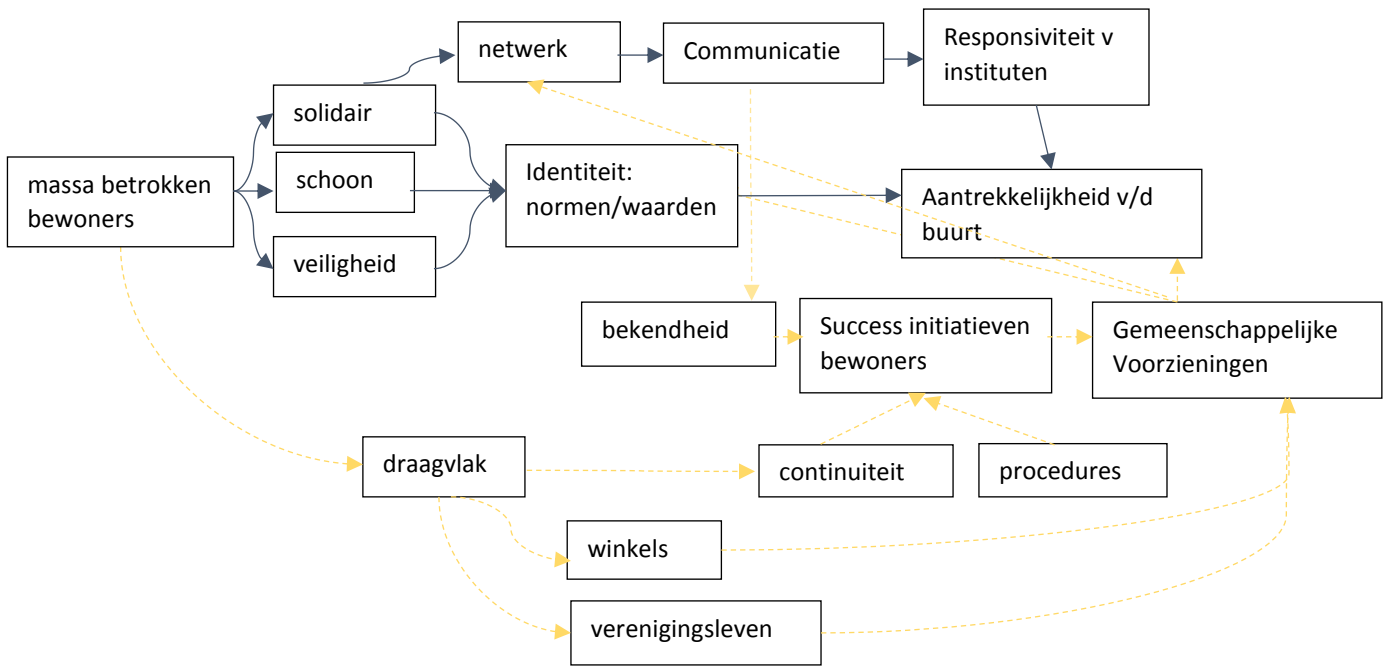 netwerk
Communicatie
Responsiviteit v
instituten
solidair
massa betrokken
bewoners
schoon
Identiteit:
normen/waarden
Aantrekkelijkheid v/d
buurt
veiligheid
bekendheid
Success initiatieven
bewoners
Gemeenschappelijke
Voorzieningen
draagvlak
continuiteit
procedures
winkels
verenigingsleven